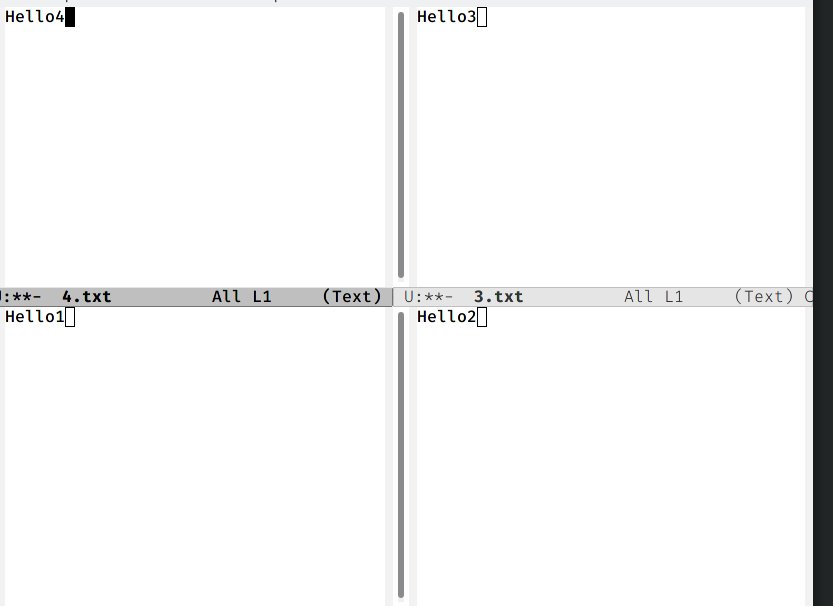 Hello4
Hello3
U:**-  4.txt  All L1  (Text)
U:**-  3.txt  All L1  (Text)
Hello1
Hello2